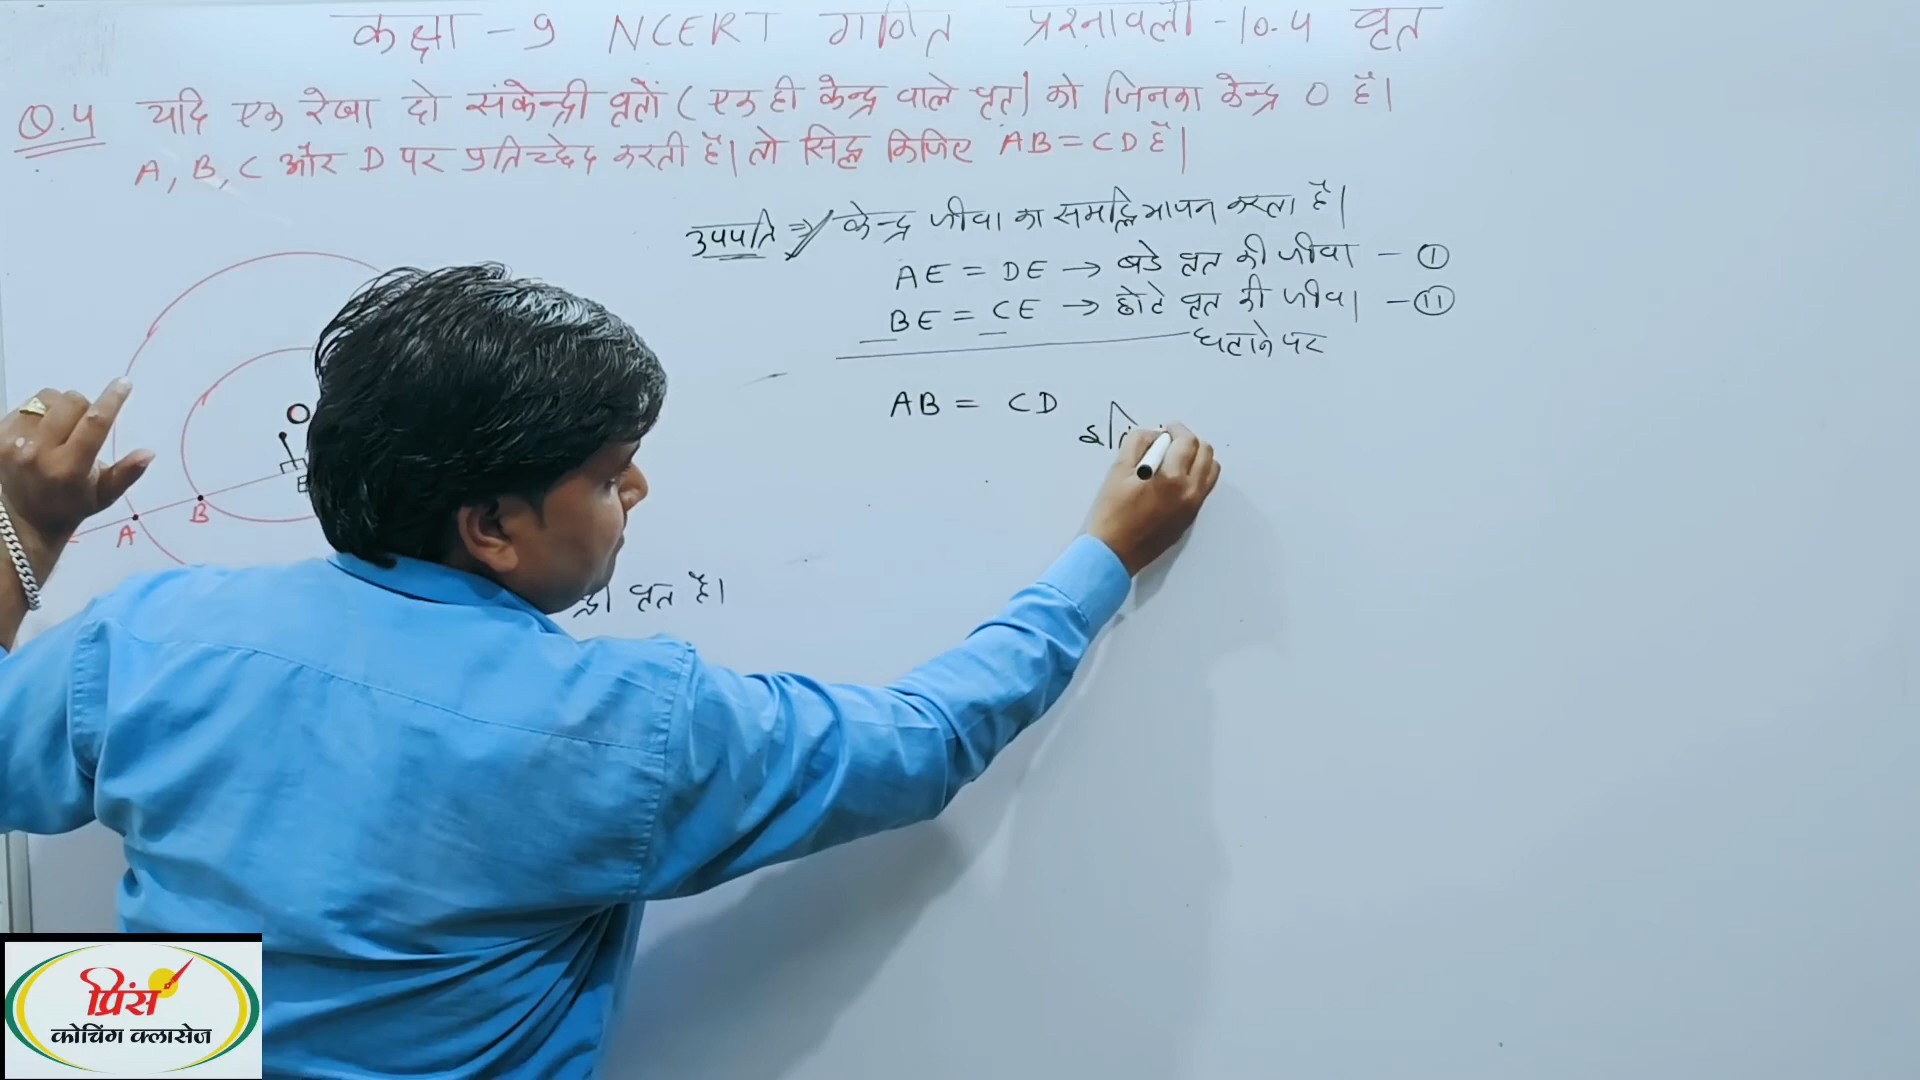 कक्षा - 9 NCERT गणित प्रश्नावली - 10.4 वृत
Q.4 यदि एक रेखा दो संकेन्द्री वृतों (एक ही केन्द्र वाले वृत) को जिनका केन्द्र O है।
A, B, C और D पर प्रतिच्छेद करती है। तो सिद्ध किजिए AB = CD है।
उपपति ⇒ केन्द्र जीवा का समद्विभाजन करता है।
AE = DE → बडे वृत की जीवा - (I)
BE = CE → छोटे वृत की जीवा - (II)
घटाने पर
AB = CD
इति
O
E
B
A
वृत है।
प्रिंस
कोचिंग क्लासेज